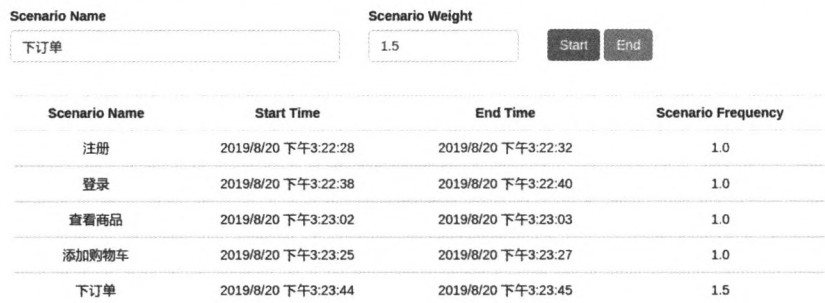 Scenario Name Scenario Weight
下订单 1.5 Start End
Scenario Name Start Time End Time Scenario Frequency
注册 2019/8/20 下午3:22:28 2019/8/20 下午3:22:32 1.0
登录 2019/8/20 下午3:22:38 2019/8/20 下午3:22:40 1.0
查看商品 2019/8/20 下午3:23:02 2019/8/20 下午3:23:03 1.0
添加购物车 2019/8/20 下午3:23:25 2019/8/20 下午3:23:27 1.0
下订单 2019/8/20 下午3:23:44 2019/8/20 下午3:23:45 1.5